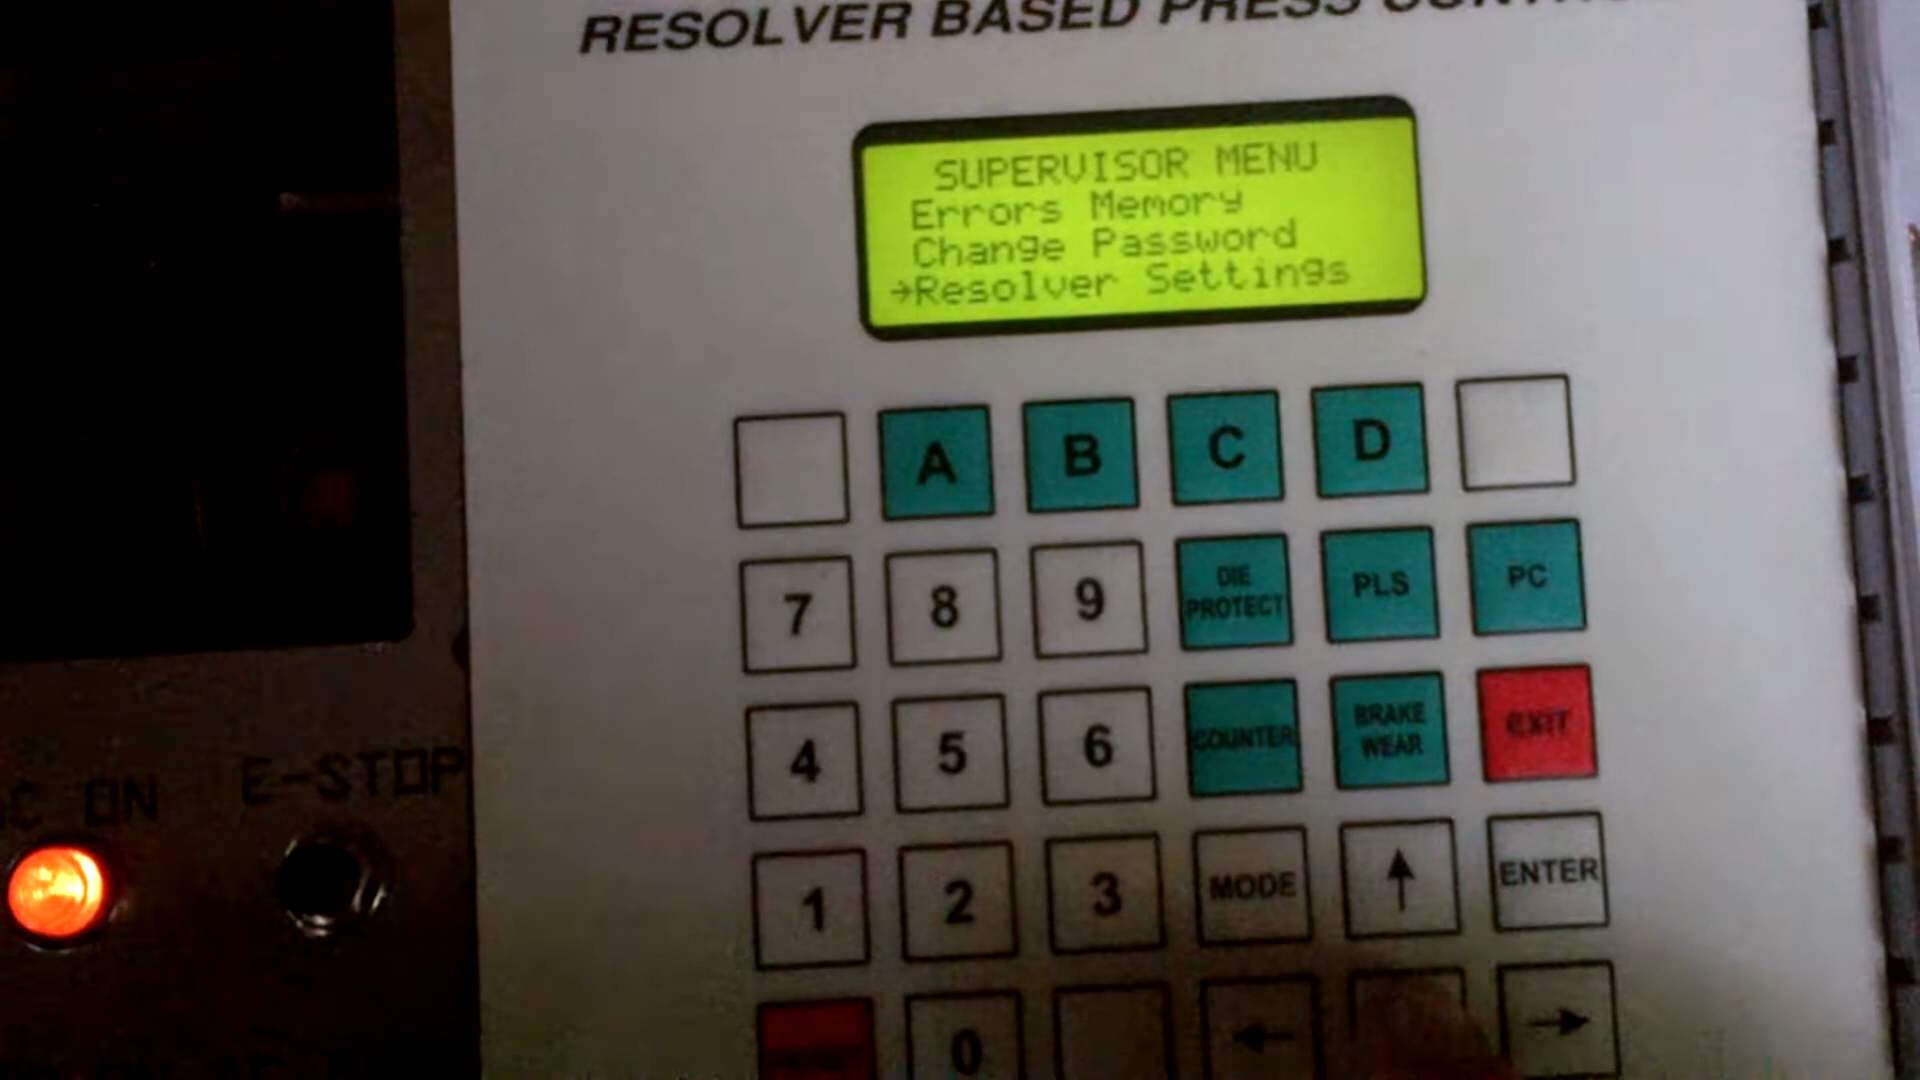 RESOLVER BASED PRESS
SUPERVISOR MENU
Errors Memory
Change Password
→Resolver Settings
A B C D
7 8 9 DIE PROTECT PLS PC
4 5 6 COUNTER BRAKE WEAR EXIT
1 2 3 MODE ↑ ENTER
0 ← →
ON E-STOP